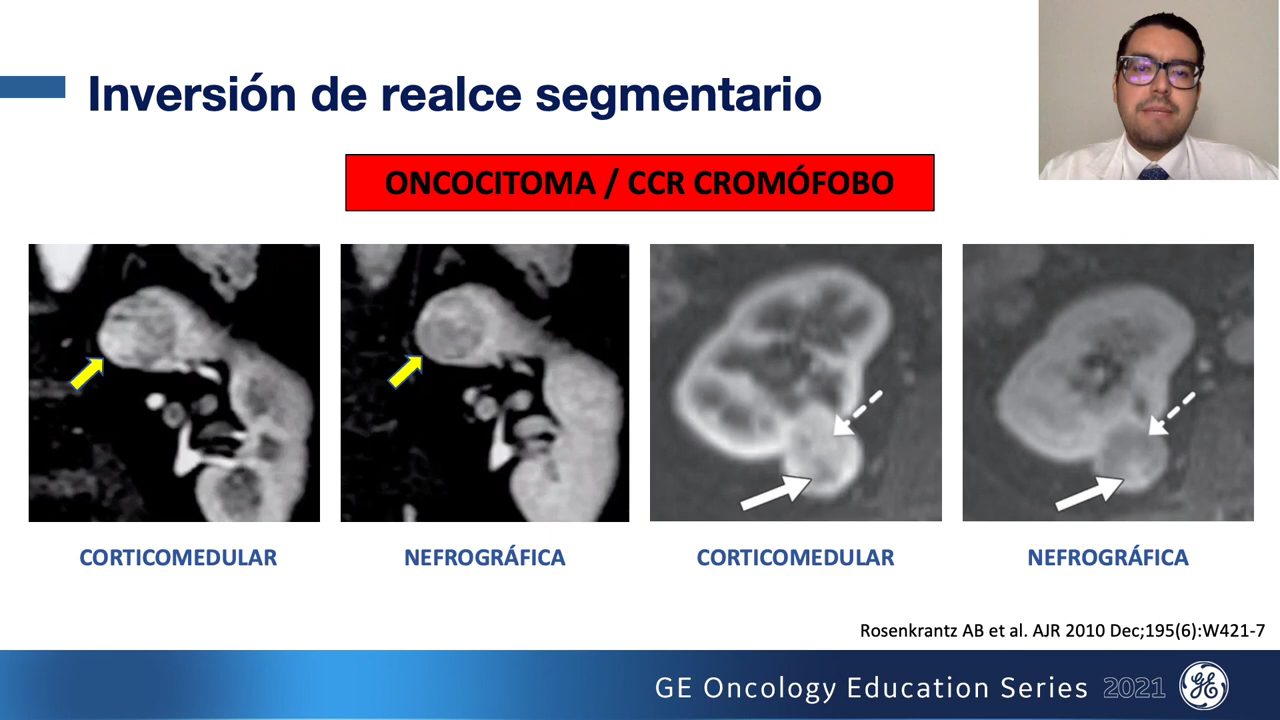 Inversión de realce segmentario
ONCOCITOMA / CCR CROMÓFOBO
CORTICOMEDULAR
NEFROGRÁFICA
CORTICOMEDULAR
NEFROGRÁFICA
Rosenkrantz AB et al. AJR 2010 Dec;195(6):W421-7
GE Oncology Education Series 2021
GE